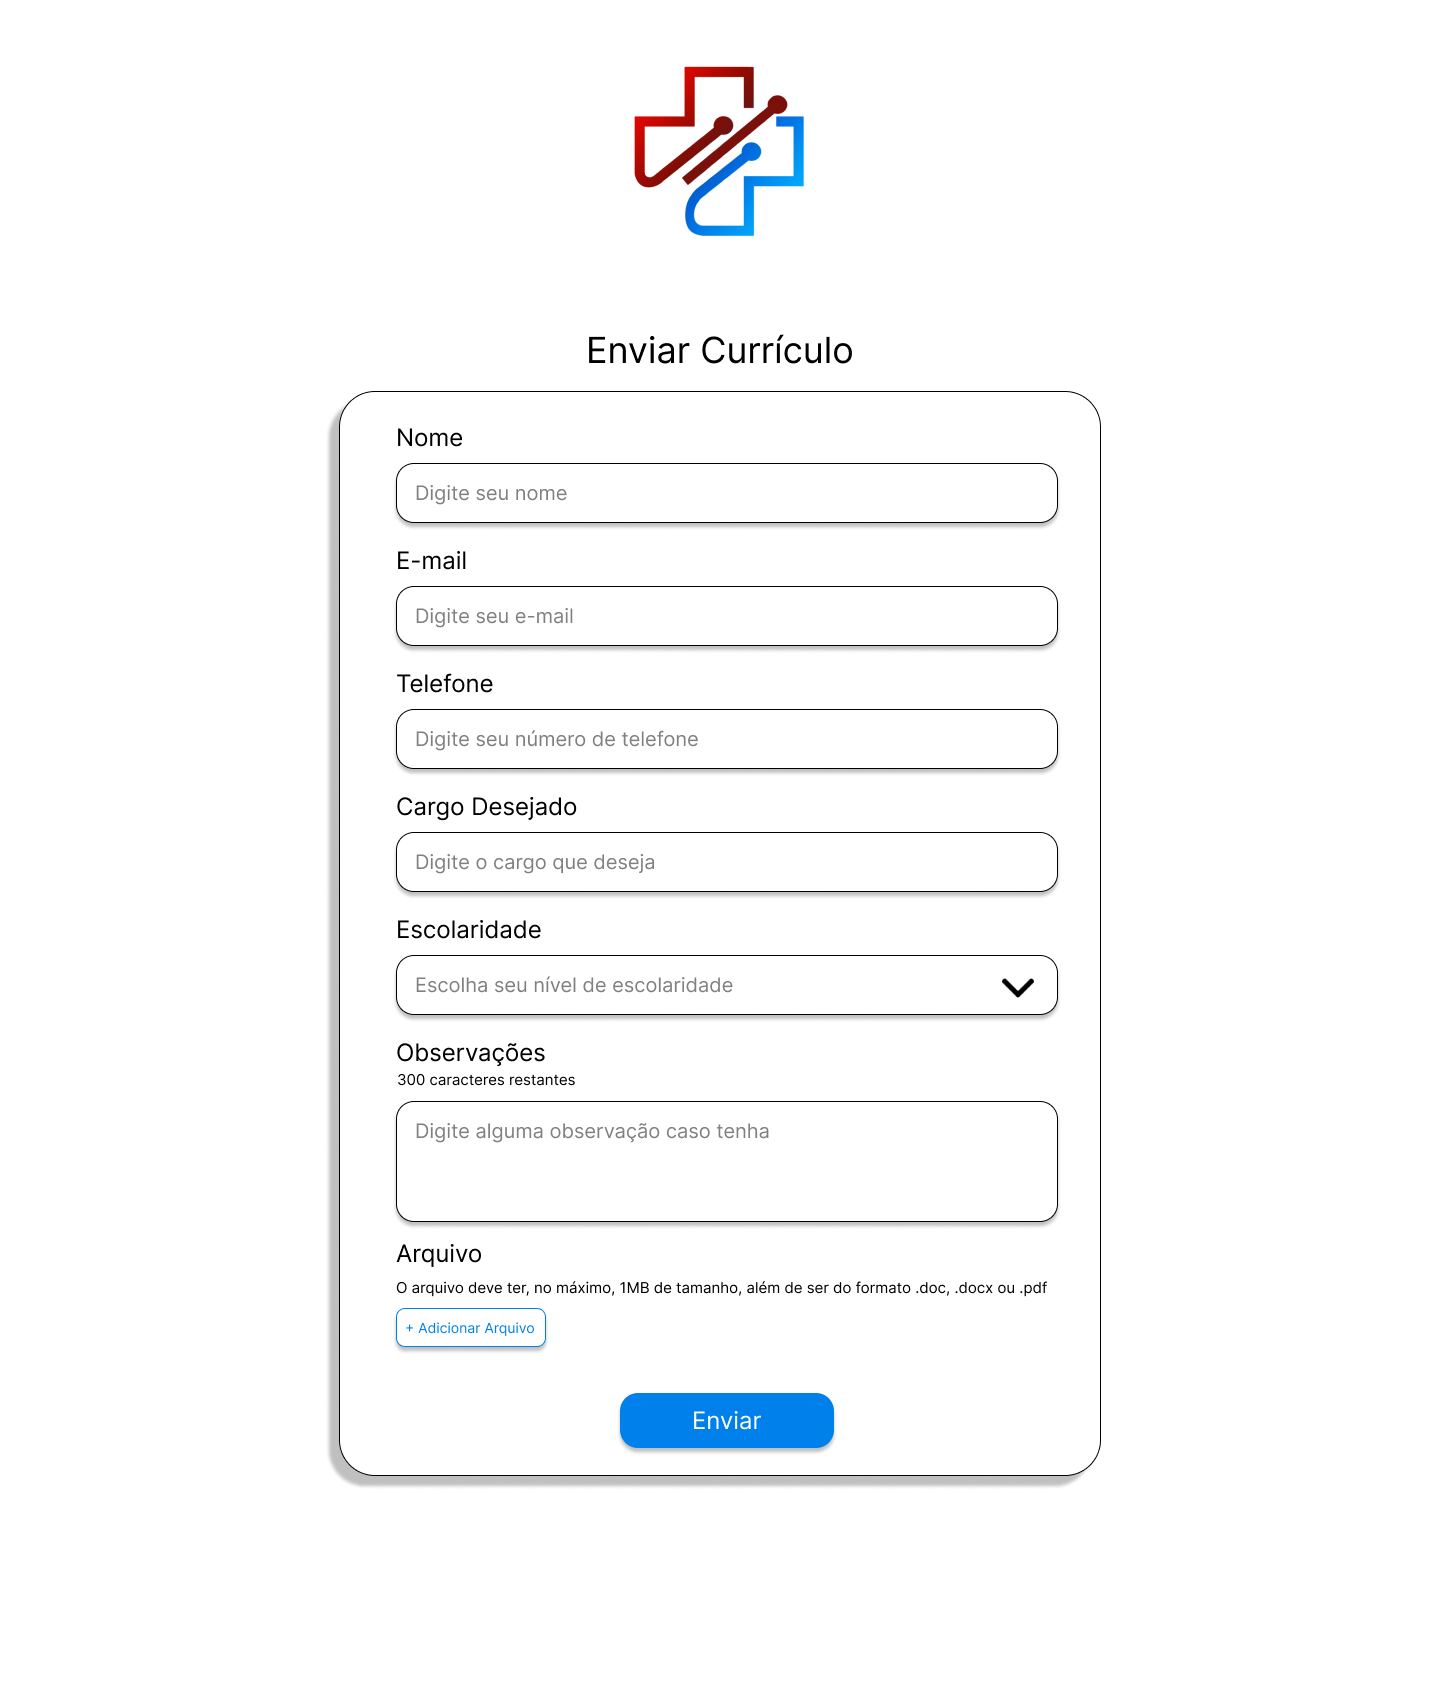 Enviar Currículo
Nome
Digite seu nome
E-mail
Digite seu e-mail
Telefone
Digite seu número de telefone
Cargo Desejado
Digite o cargo que deseja
Escolaridade
Escolha seu nível de escolaridade
Observações
300 caracteres restantes
Digite alguma observação caso tenha
Arquivo
O arquivo deve ter, no máximo, 1MB de tamanho, além de ser do formato .doc, .docx ou .pdf
+ Adicionar Arquivo
Enviar